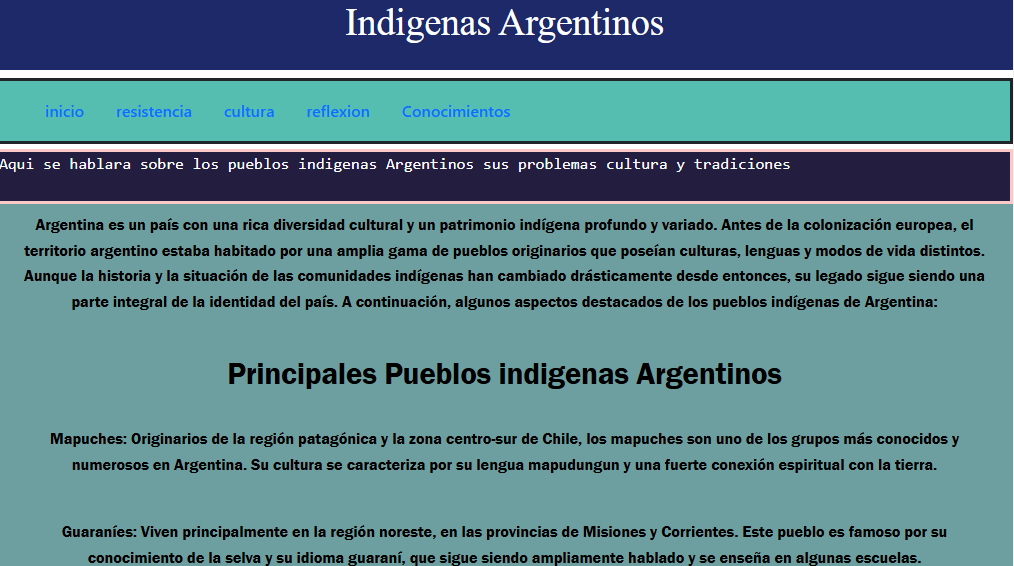 Indigenas Argentinos
inicio resistencia cultura reflexion Conocimientos
Aqui se hablara sobre los pueblos indigenas Argentinos sus problemas cultura y tradiciones
Argentina es un país con una rica diversidad cultural y un patrimonio indígena profundo y variado. Antes de la colonización europea, el
territorio argentino estaba habitado por una amplia gama de pueblos originarios que poseían culturas, lenguas y modos de vida distintos.
Aunque la historia y la situación de las comunidades indígenas han cambiado drásticamente desde entonces, su legado sigue siendo una
parte integral de la identidad del país. A continuación, algunos aspectos destacados de los pueblos indígenas de Argentina:
Principales Pueblos indigenas Argentinos
Mapuches: Originarios de la región patagónica y la zona centro-sur de Chile, los mapuches son uno de los grupos más conocidos y
numerosos en Argentina. Su cultura se caracteriza por su lengua mapudungun y una fuerte conexión espiritual con la tierra.
Guaraníes: Viven principalmente en la región noreste, en las provincias de Misiones y Corrientes. Este pueblo es famoso por su
conocimiento de la selva y su idioma guaraní, que sigue siendo ampliamente hablado y se enseña en algunas escuelas.